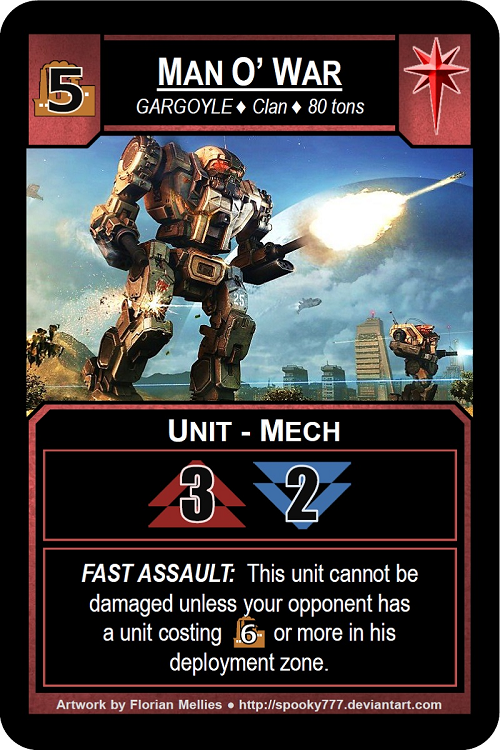 5
MAN O' WAR
GARGOYLE ♦ Clan ♦ 80 tons
25
UNIT - MECH
3 2
FAST ASSAULT: This unit cannot be
damaged unless your opponent has
a unit costing 6 or more in his
deployment zone.
Artwork by Florian Mellies ● http://spooky777.deviantart.com